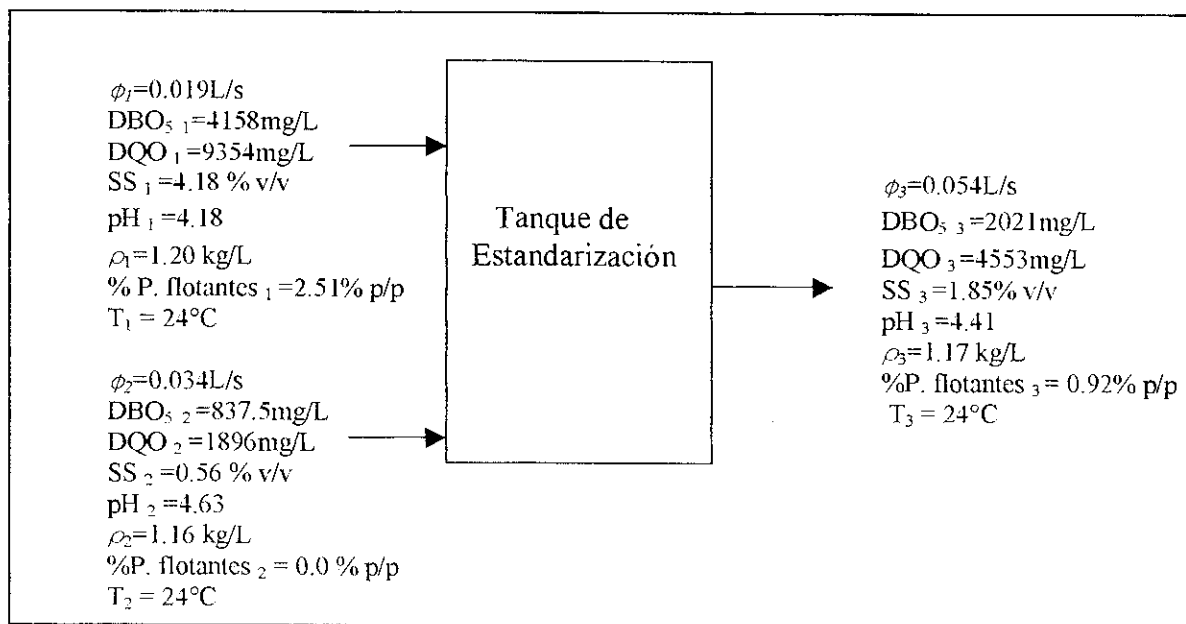 ϕ₁=0.019L/s
DBO₅ ₁=4158mg/L
DQO ₁=9354mg/L
SS ₁=4.18 % v/v
pH ₁=4.18
ρ₁=1.20 kg/L
% P. flotantes ₁=2.51% p/p
T₁ = 24°C
ϕ₂=0.034L/s
DBO₅ ₂=837.5mg/L
DQO ₂=1896mg/L
SS ₂=0.56 % v/v
pH ₂=4.63
ρ₂=1.16 kg/L
%P. flotantes ₂ = 0.0 % p/p
T₂ = 24°C
Tanque de
Estandarización
ϕ₃=0.054L/s
DBO₅ ₃=2021mg/L
DQO ₃=4553mg/L
SS ₃=1.85% v/v
pH ₃=4.41
ρ₃=1.17 kg/L
%P. flotantes ₃ = 0.92% p/p
T₃ = 24°C